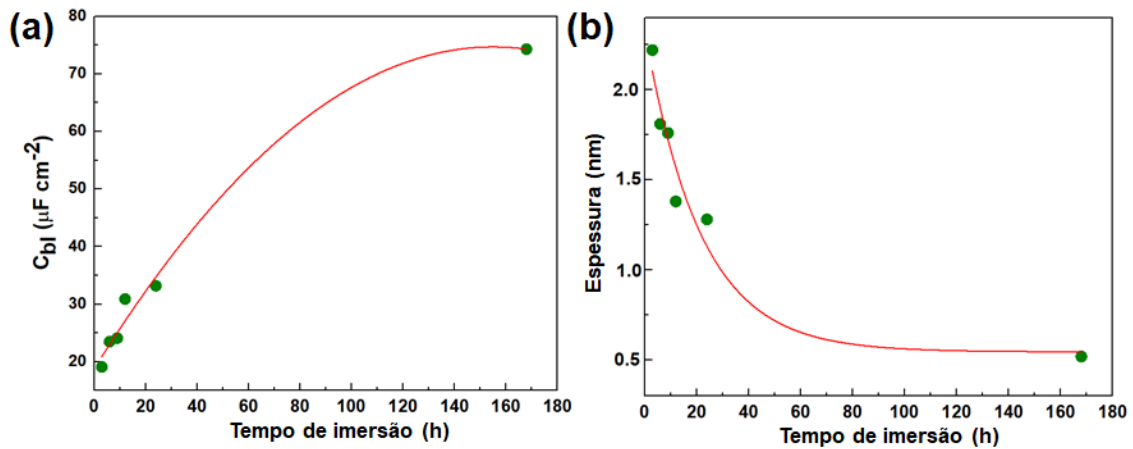 (a)
80
70
60
50
40
30
20
C_bl (μF cm^-2)
0 20 40 60 80 100 120 140 160 180
Tempo de imersão (h)
(b)
2.0
1.5
1.0
0.5
Espessura (nm)
0 20 40 60 80 100 120 140 160 180
Tempo de imersão (h)